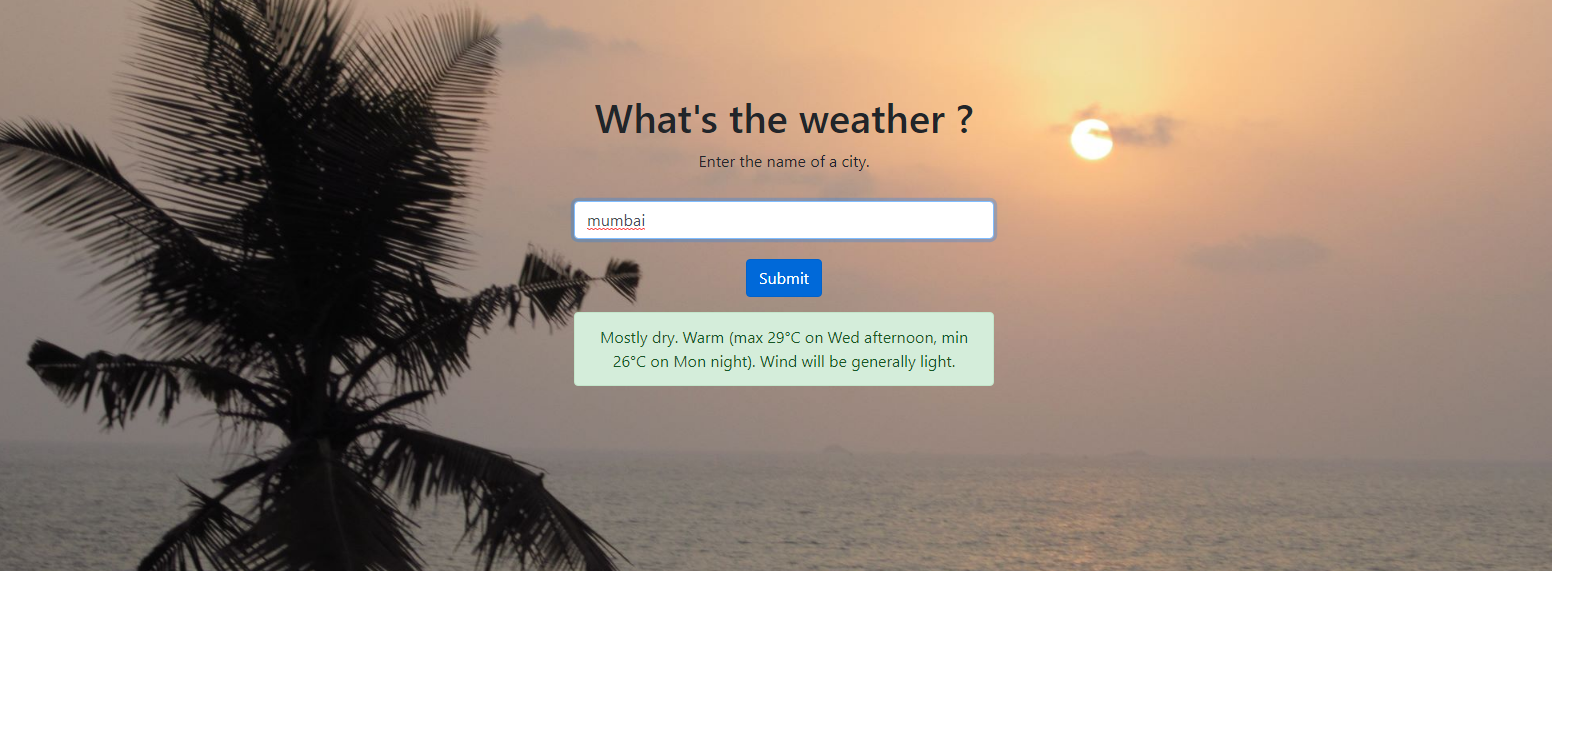 What's the weather ?
Enter the name of a city.
mumbai
Submit
Mostly dry. Warm (max 29°C on Wed afternoon, min
26°C on Mon night). Wind will be generally light.